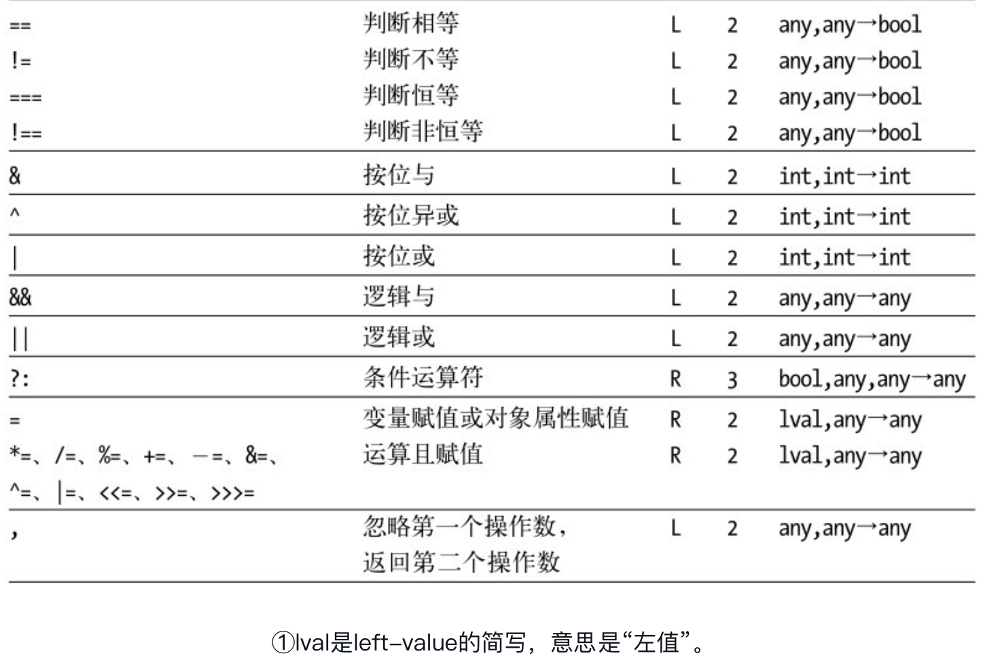 == 判断相等 L 2 any,any→bool
!= 判断不等 L 2 any,any→bool
=== 判断恒等 L 2 any,any→bool
!== 判断非恒等 L 2 any,any→bool
& 按位与 L 2 int,int→int
^ 按位异或 L 2 int,int→int
| 按位或 L 2 int,int→int
&& 逻辑与 L 2 any,any→any
|| 逻辑或 L 2 any,any→any
?: 条件运算符 R 3 bool,any,any→any
= 变量赋值或对象属性赋值 R 2 lval,any→any
*=、/=、%=、+=、－=、&=、 运算且赋值 R 2 lval,any→any
^=、|=、<<=、>>=、>>>=
, 忽略第一个操作数, L 2 any,any→any
返回第二个操作数
①lval是left–value的简写，意思是“左值”。